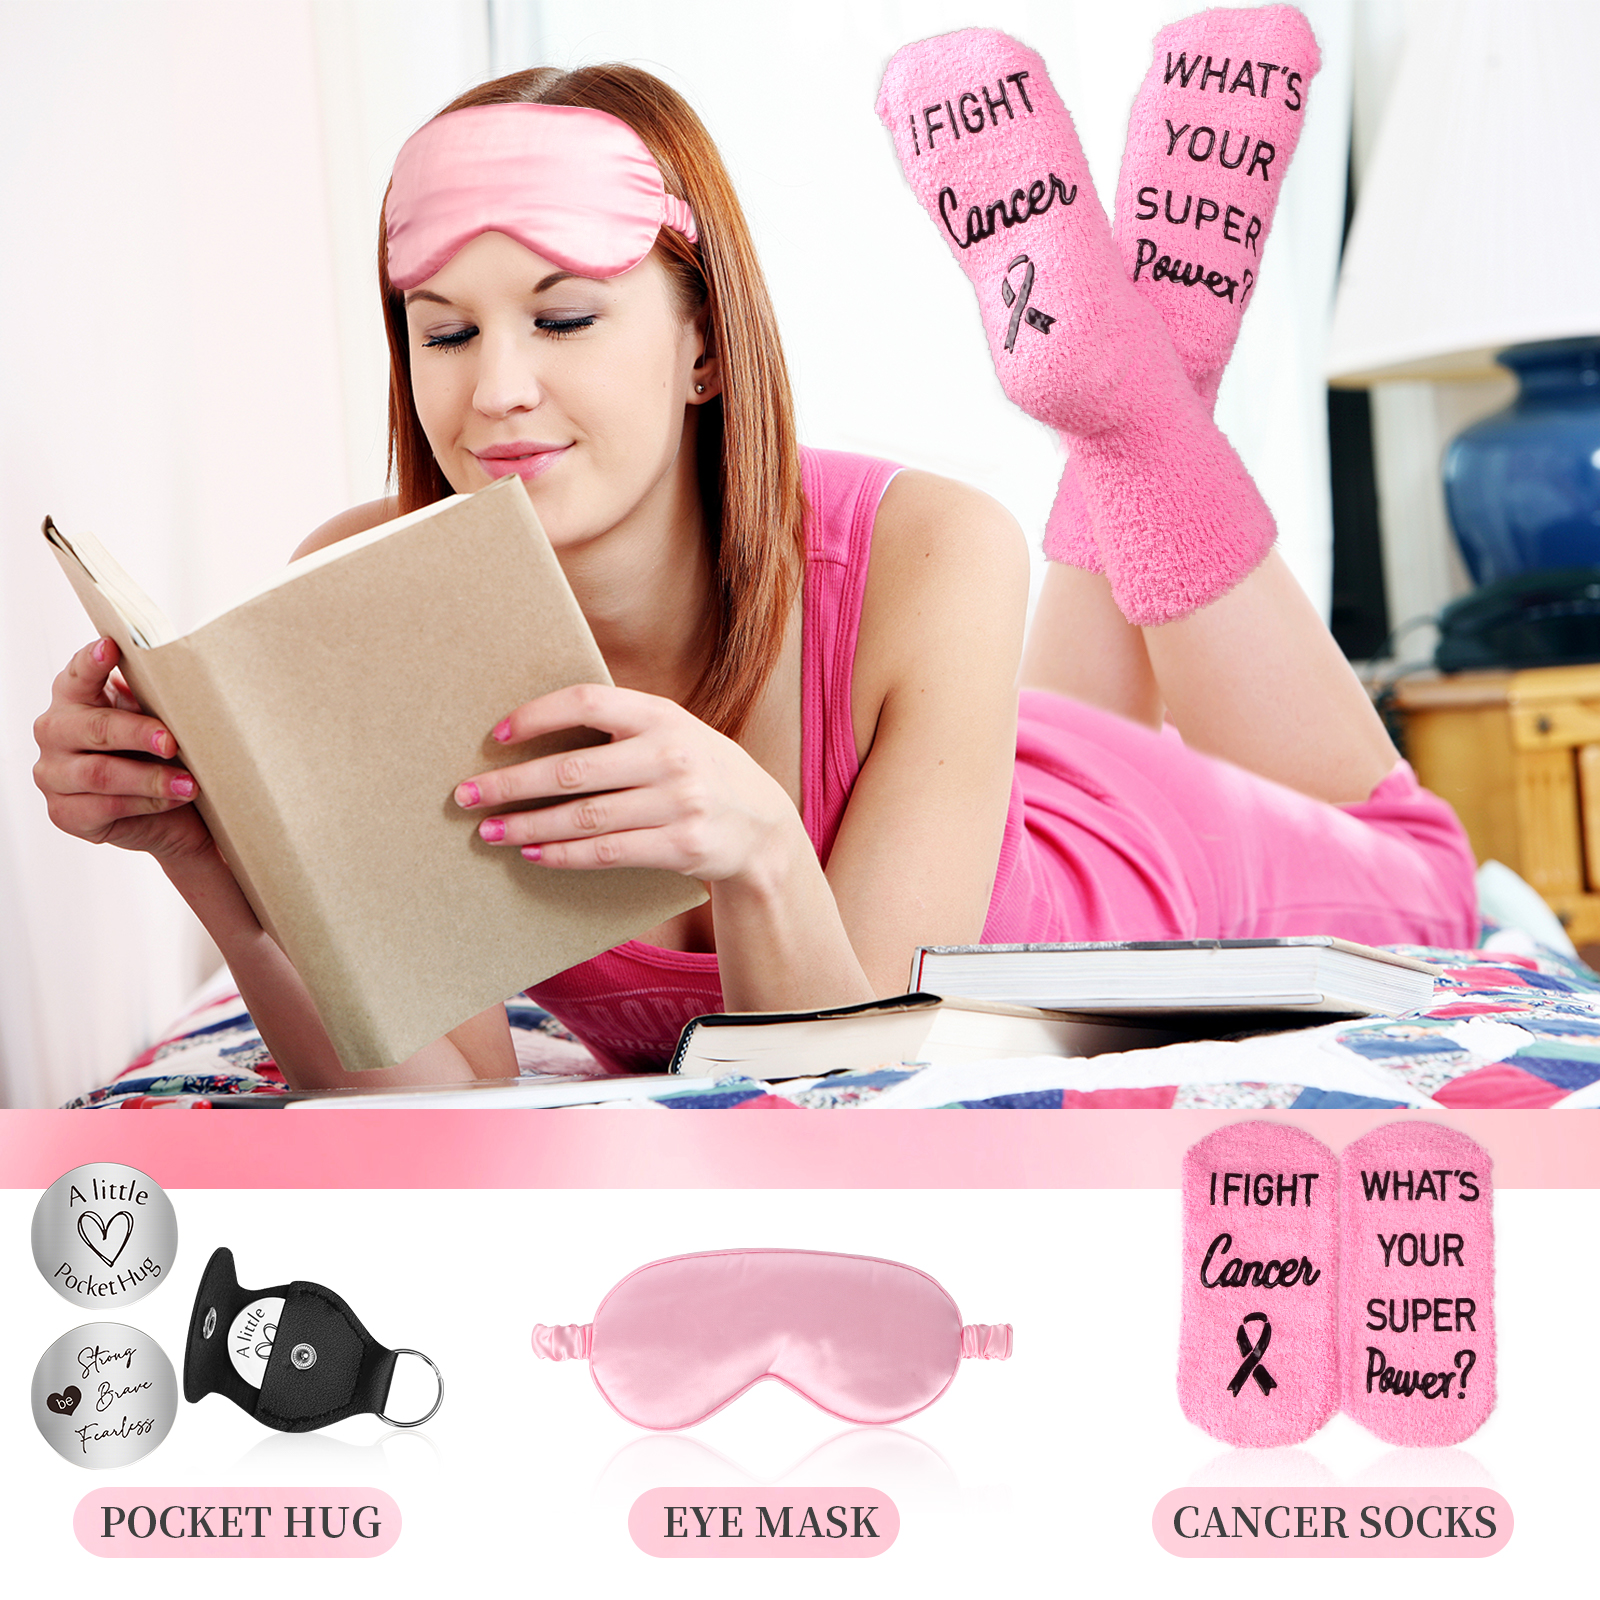 I FIGHT
Cancer
WHAT'S
YOUR
SUPER
Power?
A little
Pocket Hug
be
Strong
Brave
Fearless
A little
I FIGHT
Cancer
WHAT'S
YOUR
SUPER
Power?
POCKET HUG
EYE MASK
CANCER SOCKS